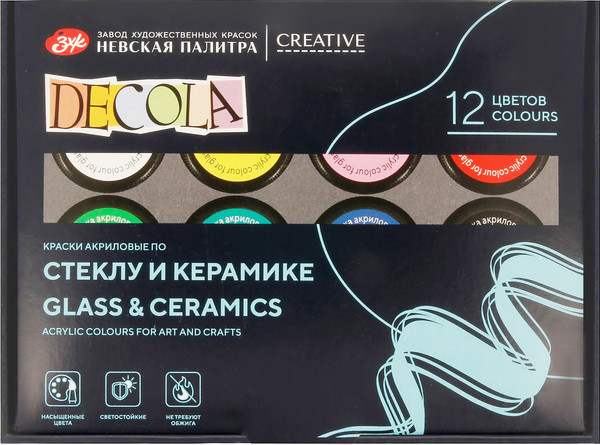 ЗХК
ЗАВОД ХУДОЖЕСТВЕННЫХ КРАСОК
НЕВСКАЯ ПАЛИТРА
CREATIVE
DECOLA
12 ЦВЕТОВ
COLOURS
КРАСКИ АКРИЛОВЫЕ ПО
СТЕКЛУ И КЕРАМИКЕ
GLASS & CERAMICS
ACRYLIC COLOURS FOR ART AND CRAFTS
НАСЫЩЕННЫЕ
ЦВЕТА
СВЕТОСТОЙКИЕ
НЕ ТРЕБУЮТ
ОБЖИГА